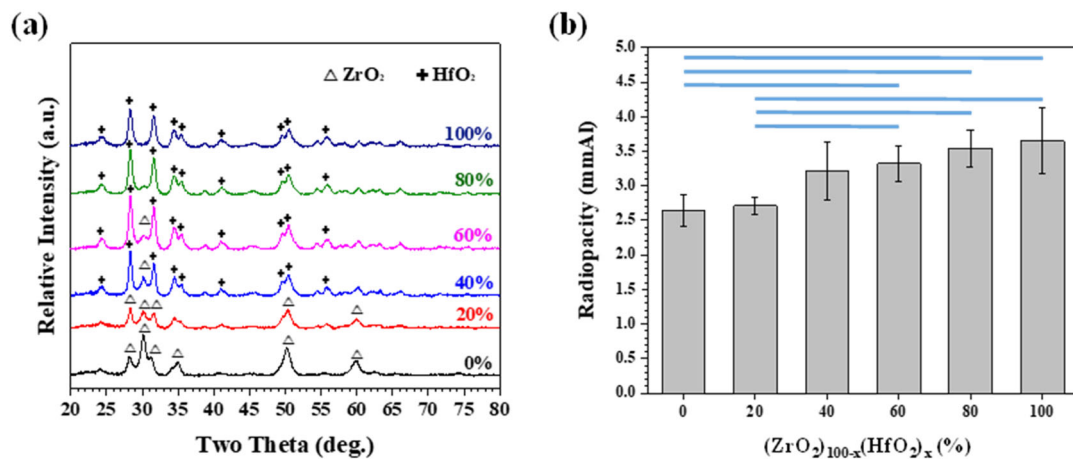 (a)
△ ZrO₂ + HfO₂
100%
80%
60%
40%
20%
0%
Relative Intensity (a.u.)
20 25 30 35 40 45 50 55 60 65 70 75 80
Two Theta (deg.)
(b)
5.0
4.5
4.0
3.5
3.0
2.5
2.0
1.5
1.0
0.5
0.0
Radiopacity (mmAl)
0 20 40 60 80 100
(ZrO₂)₁₀₀₋ₓ(HfO₂)ₓ (%)